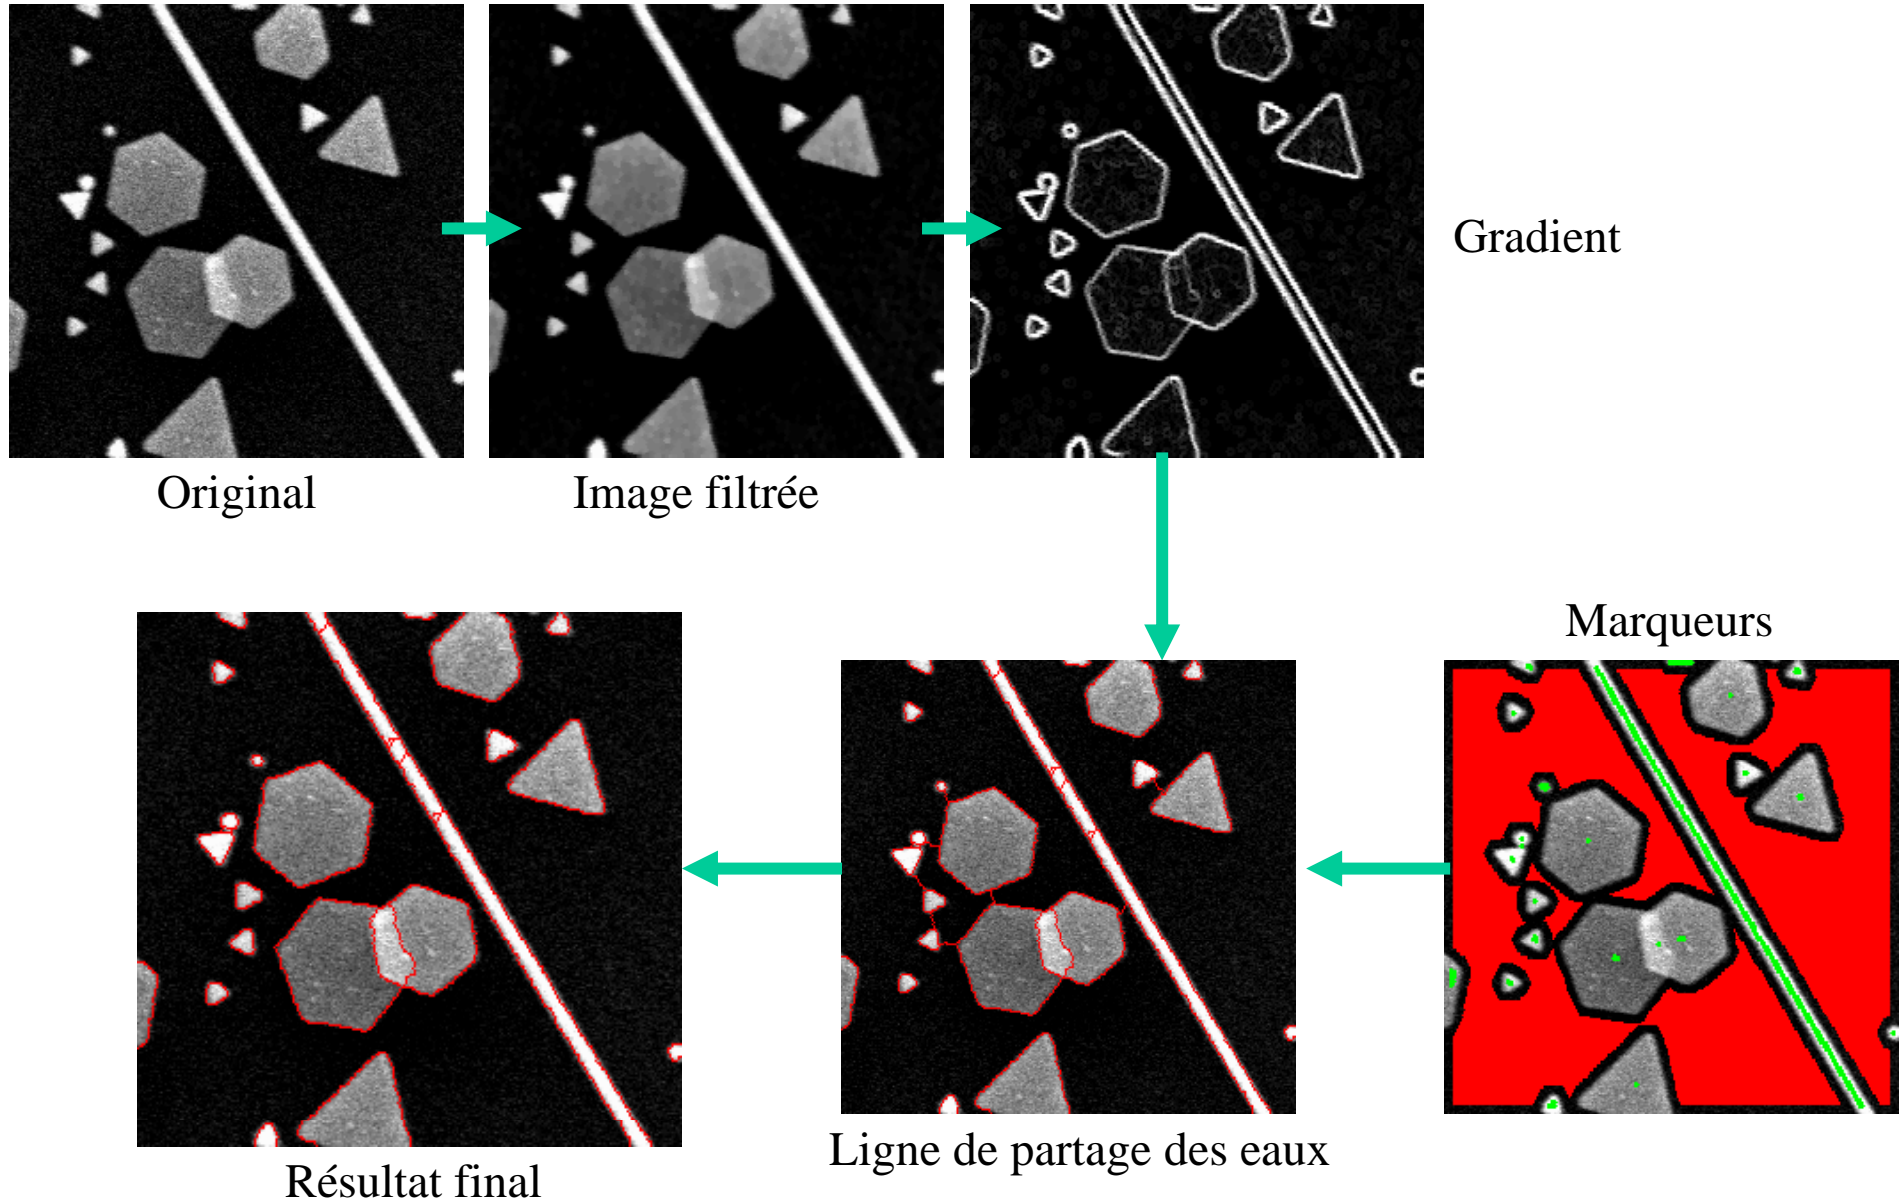 Original
Image filtrée
Gradient
Marqueurs
Ligne de partage des eaux
Résultat final